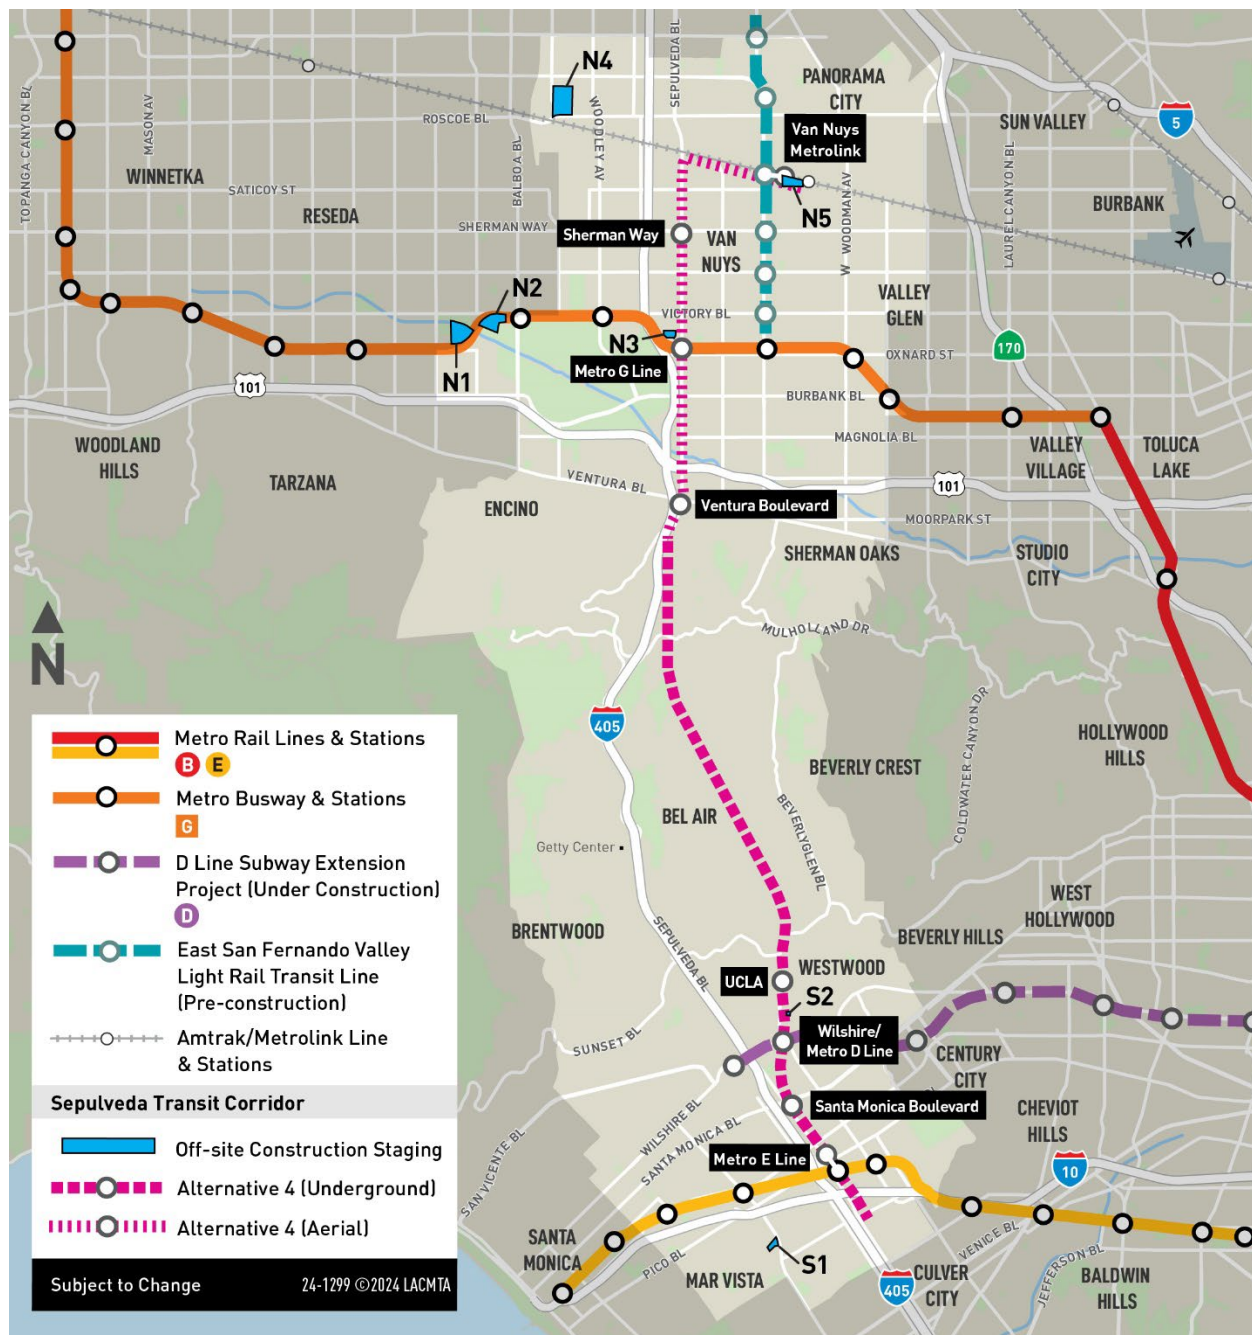 N4
SEPULVEDA BL
PANORAMA
CITY
5
SUN VALLEY
TOPANGA CANYON BL
MASON AV
ROSCOE BL
WOODLEY AV
Van Nuys
Metrolink
WINNETKA
BALBOA BL
SATICOY ST
RESEDA
SHERMAN WAY
Sherman Way
VAN
NUYS
N5
W WOODMAN AV
LAUREL CANYON BL
BURBANK
N2
VICTORY BL
VALLEY
GLEN
N3
N1
Metro G Line
OXNARD ST
170
101
BURBANK BL
MAGNOLIA BL
WOODLAND
HILLS
TARZANA
VENTURA BL
ENCINO
Ventura Boulevard
VALLEY
VILLAGE
TOLUCA
LAKE
101
MOORPARK ST
SHERMAN OAKS
STUDIO
CITY
N
MULHOLLAND DR
405
COLDWATER CANYON DR
HOLLYWOOD
HILLS
BEVERLY CREST
BEL AIR
BEVERLYGLEN BL
Getty Center
BRENTWOOD
SEPULVEDA BL
WEST
HOLLYWOOD
BEVERLY HILLS
UCLA
WESTWOOD
S2
SUNSET BL
Wilshire/
Metro D Line
CENTURY
CITY
Santa Monica Boulevard
CHEVIOT
HILLS
WILSHIRE BL
SANTA MONICA BL
SAN VICENTE BL
Metro E Line
10
SANTA
MONICA
PICO BL
S1
MAR VISTA
405
CULVER
CITY
VENICE BL
JEFFERSON BL
BALDWIN
HILLS
Metro Rail Lines & Stations
B E
Metro Busway & Stations
G
D Line Subway Extension
Project (Under Construction)
D
East San Fernando Valley
Light Rail Transit Line
(Pre-construction)
Amtrak/Metrolink Line
& Stations
Sepulveda Transit Corridor
Off-site Construction Staging
Alternative 4 (Underground)
Alternative 4 (Aerial)
Subject to Change 24-1299 ©2024 LACMTA